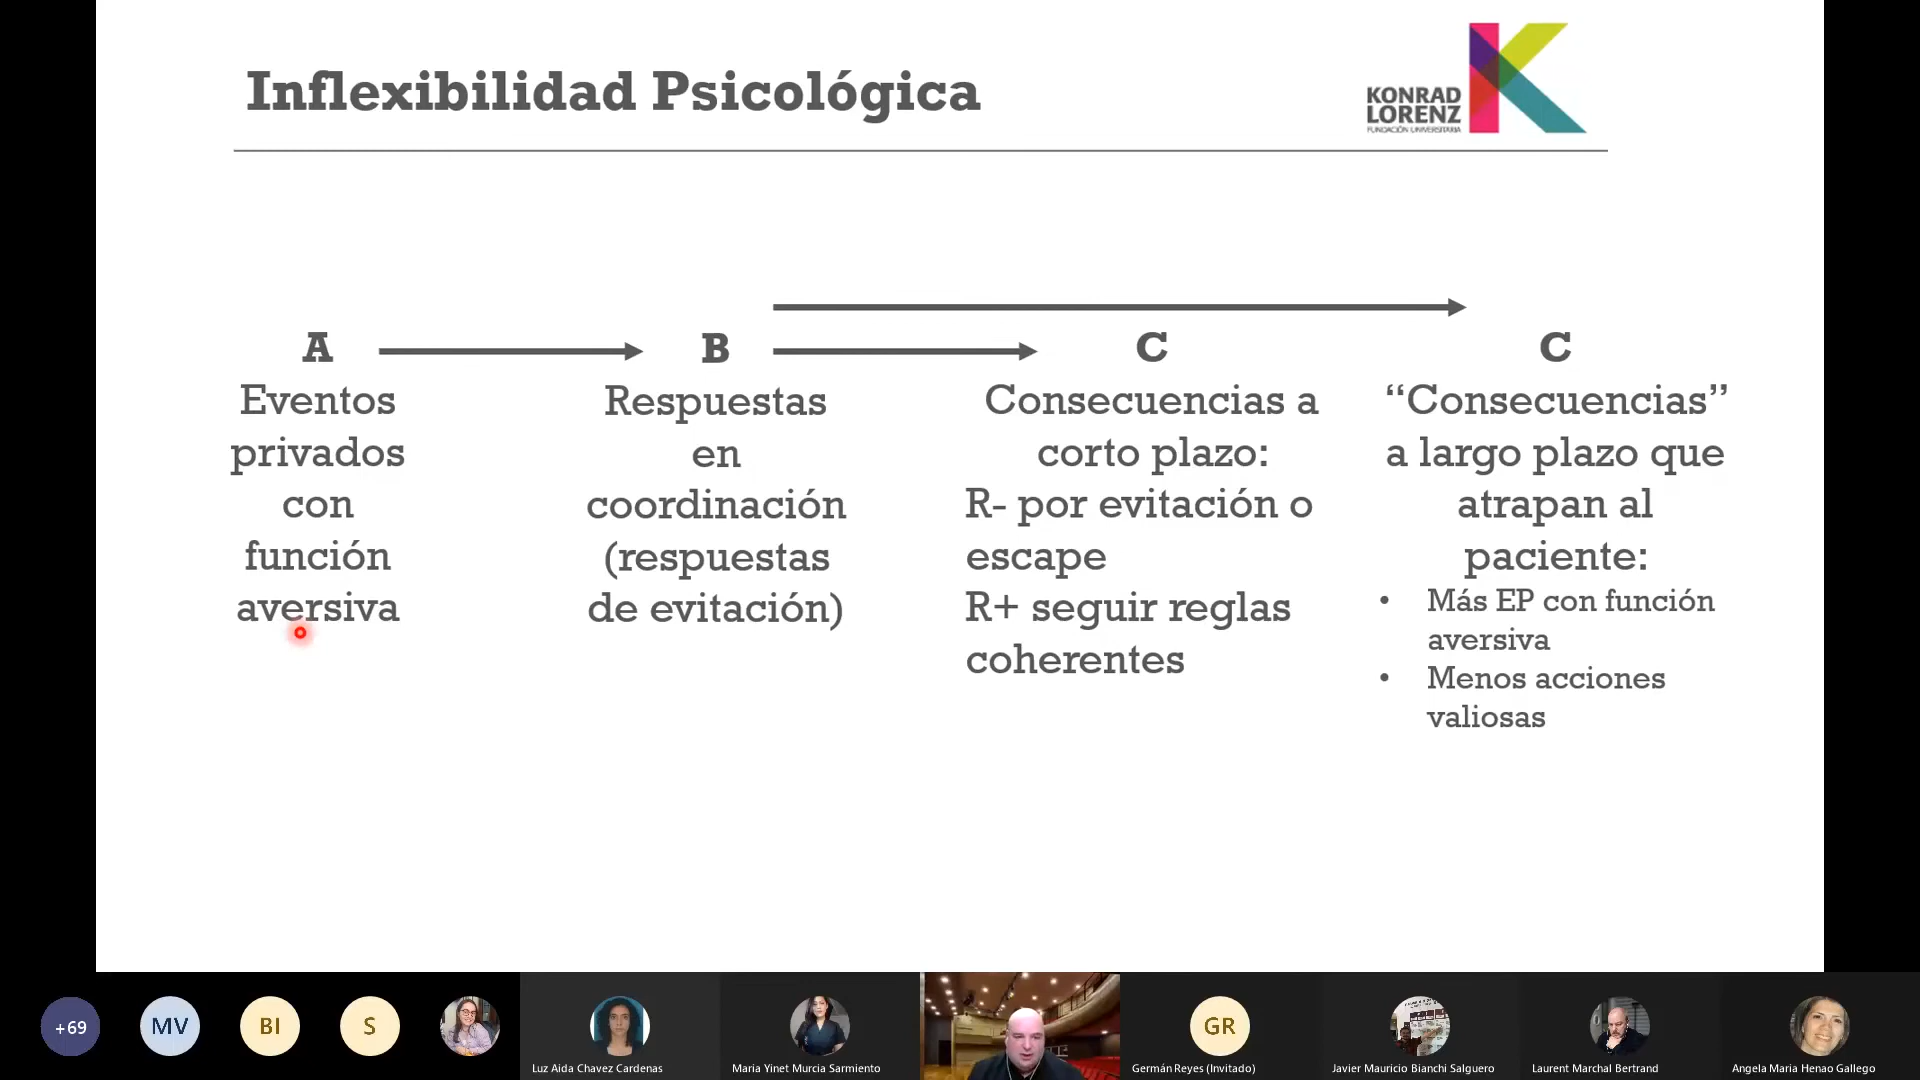 Inflexibilidad Psicológica
KONRAD
LORENZ
FUNDACIÓN UNIVERSITARIA
A
Eventos
privados
con
función
aversiva
B
Respuestas
en
coordinación
(respuestas
de evitación)
C
Consecuencias a
corto plazo:
R- por evitación o
escape
R+ seguir reglas
coherentes
C
“Consecuencias”
a largo plazo que
atrapan al
paciente:
• Más EP con función
aversiva
• Menos acciones
valiosas
+69
MV
BI
S
Luz Aida Chavez Cardenas
Maria Yinet Murcia Sarmiento
GR
Germán Reyes (Invitado)
Javier Mauricio Bianchi Salguero
Laurent Marchal Bertrand
Angela Maria Henao Gallego